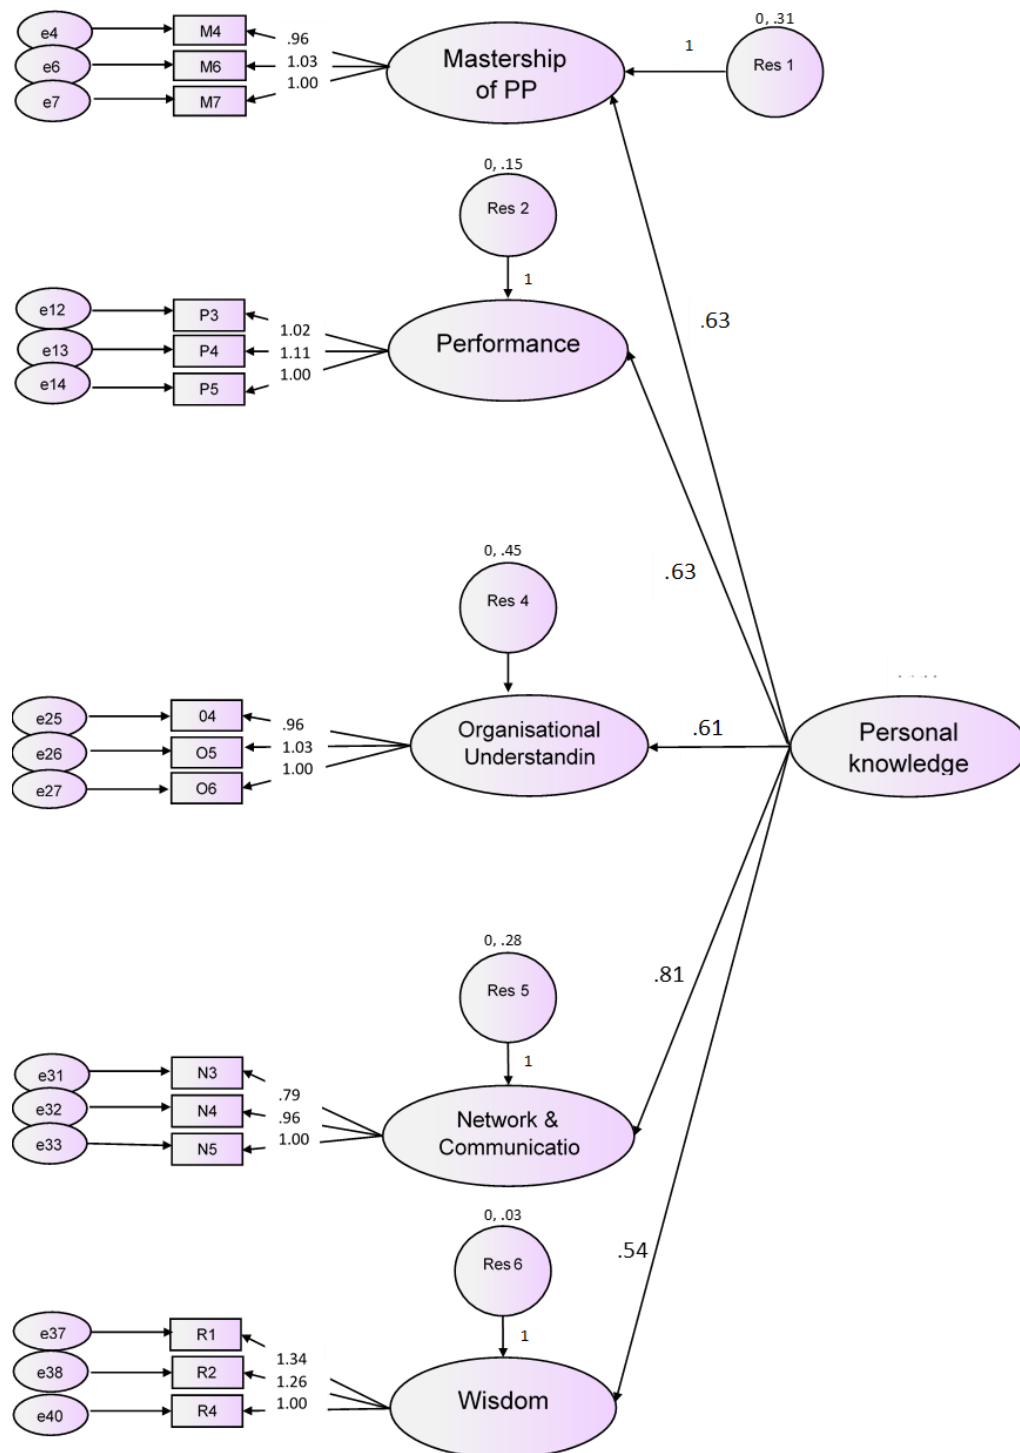 0, .31
e4
M4
.96
e6
M6
1.03
e7
M7
1.00
Mastership
of PP
1
Res 1
0, .15
Res 2
1
e12
P3
1.02
e13
P4
1.11
e14
P5
1.00
Performance
.63
.63
0, .45
Res 4
e25
04
.96
e26
O5
1.03
e27
O6
1.00
Organisational
Understandin
.61
Personal
knowledge
0, .28
Res 5
1
.81
e31
N3
.79
e32
N4
.96
e33
N5
1.00
Network &
Communicatio
0, .03
Res 6
1
.54
e37
R1
1.34
e38
R2
1.26
e40
R4
1.00
Wisdom